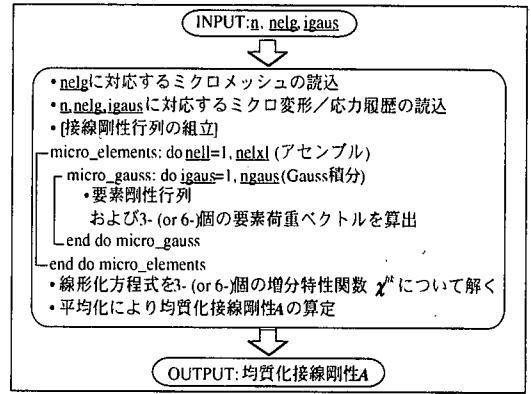 INPUT:n, nelg, igaus
・nelgに対応するミクロメッシュの読込
・n,nelg,igausに対応するミクロ変形／応力履歴の読込
・[接線剛性行列の組立]
micro_elements: do nell=1, nelxl (アセンブル)
micro_gauss: do igaus=1, ngaus(Gauss積分)
・要素剛性行列
および3- (or 6-)個の要素荷重ベクトルを算出
end do micro_gauss
end do micro_elements
・線形化方程式を3- (or 6-)個の増分特性関数 χ^{hk} について解く
・平均化により均質化接線剛性Aの算定
OUTPUT: 均質化接線剛性A